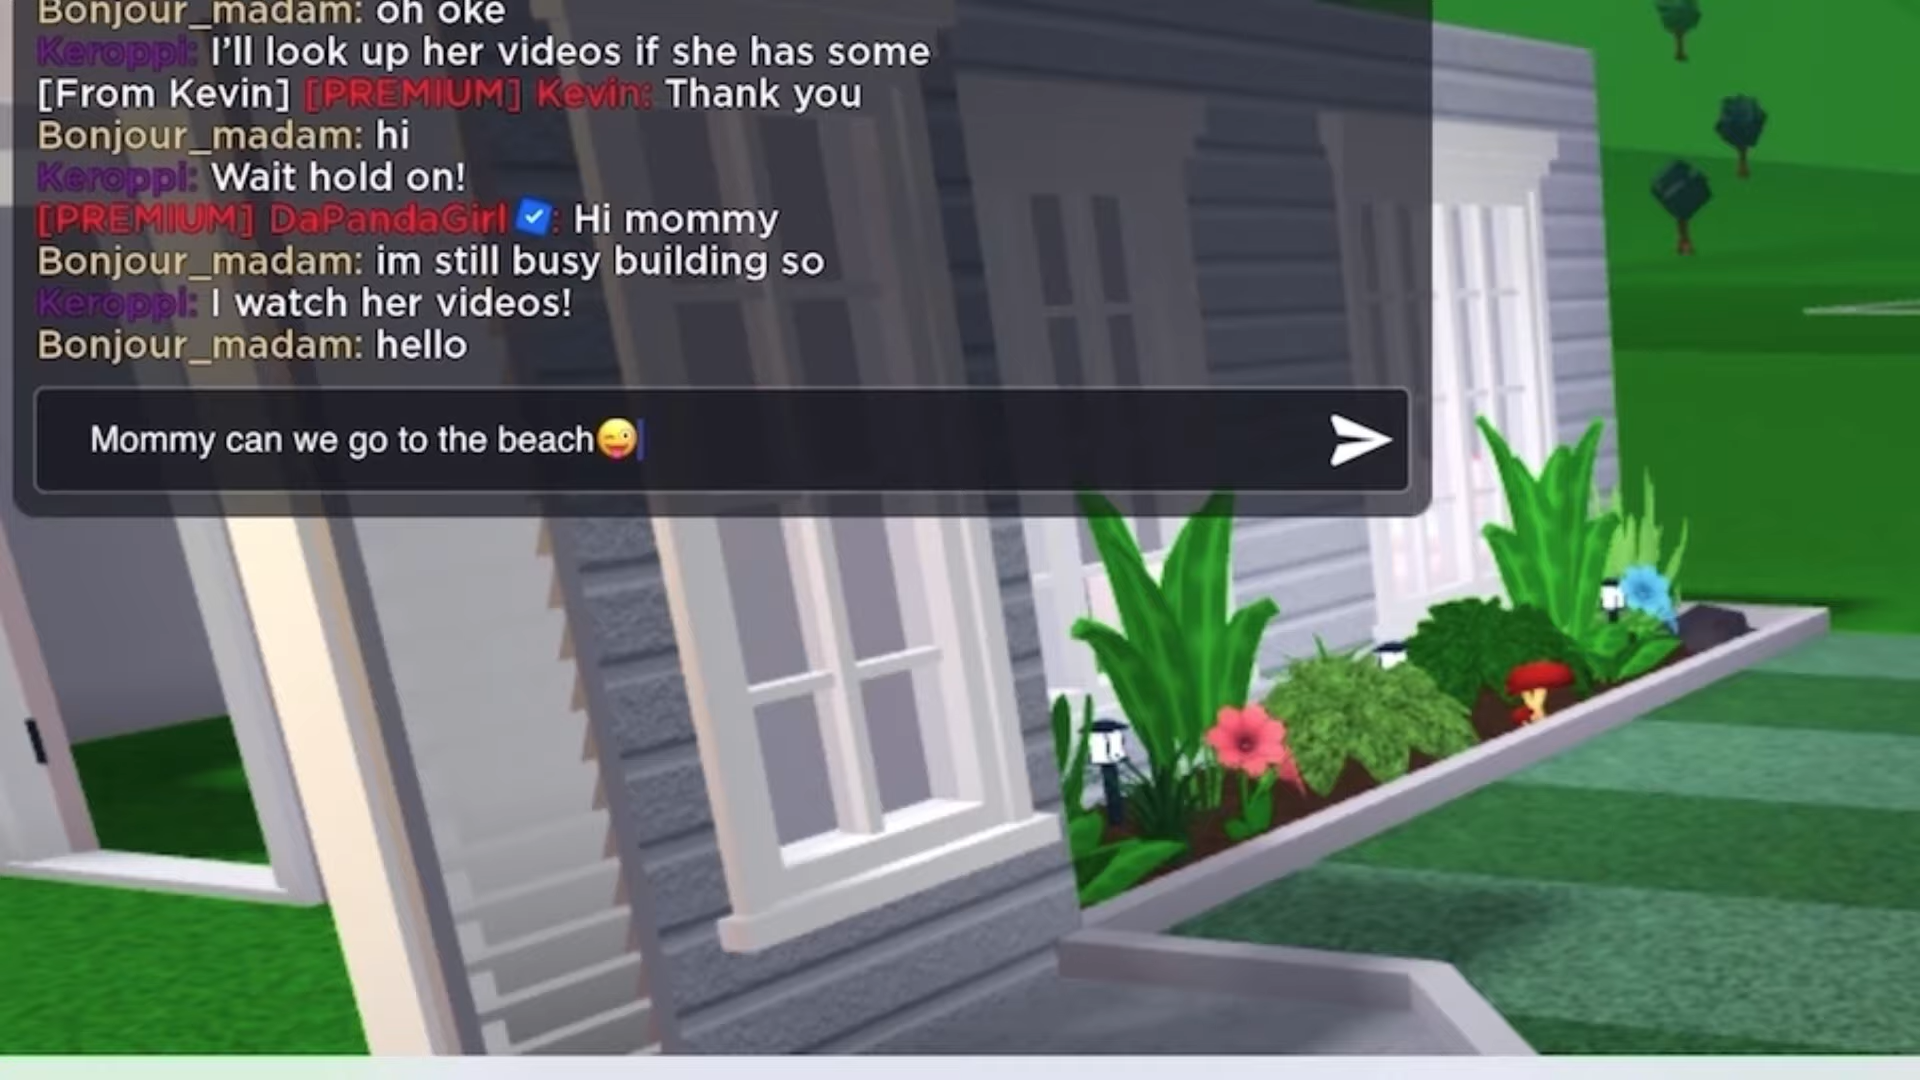 Bonjour_madam: oh oke
Keroppi: I'll look up her videos if she has some
[From Kevin] [PREMIUM] Kevin: Thank you
Bonjour_madam: hi
Keroppi: Wait hold on!
[PREMIUM] DaPandaGirl: Hi mommy
Bonjour_madam: im still busy building so
Keroppi: I watch her videos!
Bonjour_madam: hello
Mommy can we go to the beach😜